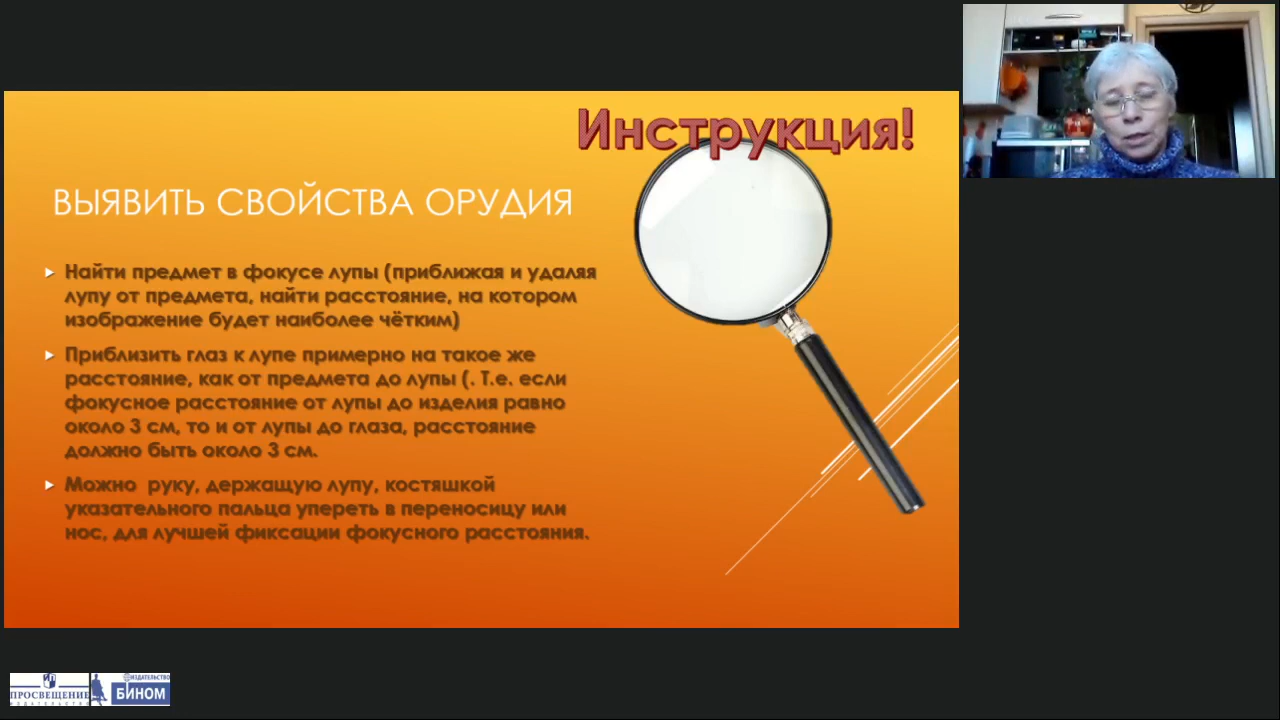 Инструкция!
ВЫЯВИТЬ СВОЙСТВА ОРУДИЯ
Найти предмет в фокусе лупы (приближая и удаляя
лупу от предмета, найти расстояние, на котором
изображение будет наиболее чётким)
Приблизить глаз к лупе примерно на такое же
расстояние, как от предмета до лупы (. Т.е. если
фокусное расстояние от лупы до изделия равно
около 3 см, то и от лупы до глаза, расстояние
должно быть около 3 см.
Можно руку, держащую лупу, костяшкой
указательного пальца упереть в переносицу или
нос, для лучшей фиксации фокусного расстояния.
ПРОСВЕЩЕНИЕ
ИЗДАТЕЛЬСТВО
ИЗДАТЕЛЬСТВО
БИНОМ